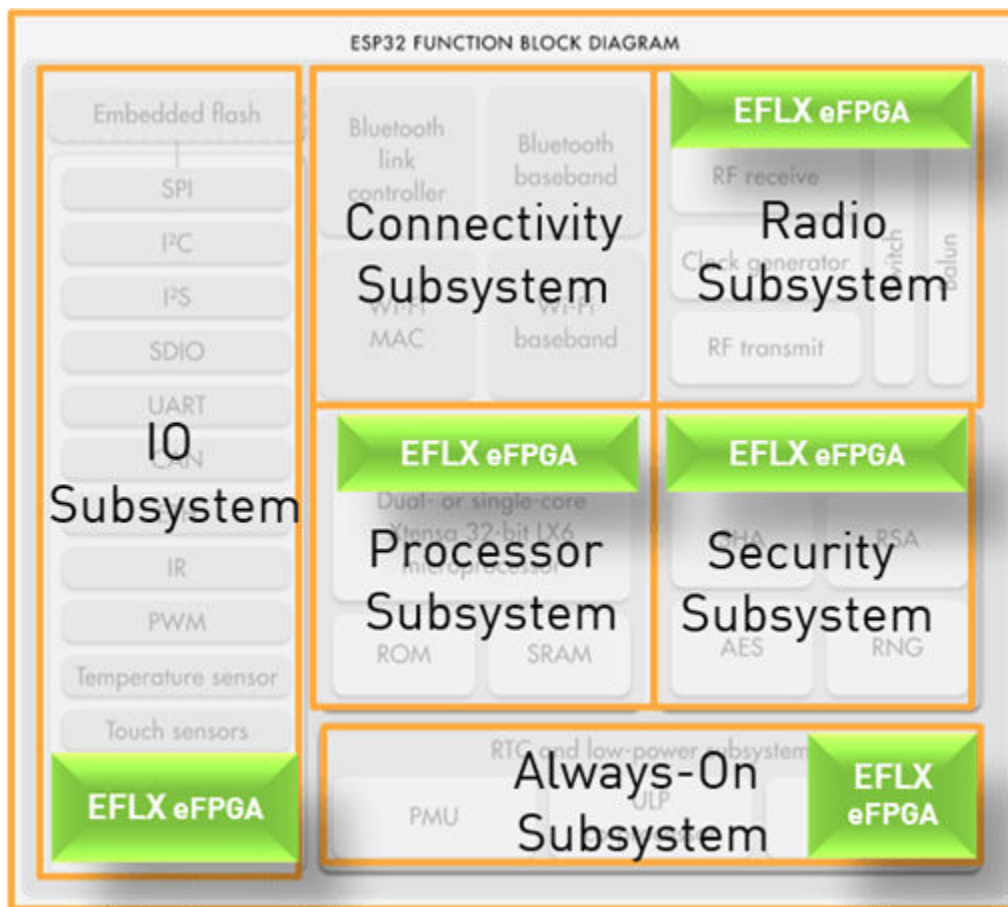 ESP32 FUNCTION BLOCK DIAGRAM
Embedded flash
SPI
I²C
I²S
SDIO
UART
CAN
IR
PWM
Temperature sensor
Touch sensors
IO
Subsystem
EFLX eFPGA
Bluetooth
link
controller
Bluetooth
baseband
Wi-Fi
MAC
Wi-Fi
baseband
Connectivity
Subsystem
EFLX eFPGA
RF receive
Clock generator
RF transmit
Balun
Radio
Subsystem
EFLX eFPGA
Dual- or single-core
Xtensa 32-bit LX6
microprocessor
ROM
SRAM
Processor
Subsystem
EFLX eFPGA
SHA
RSA
AES
RNG
Security
Subsystem
RTC and low-power subsystem
PMU
ULP
Always-On
Subsystem
EFLX
eFPGA